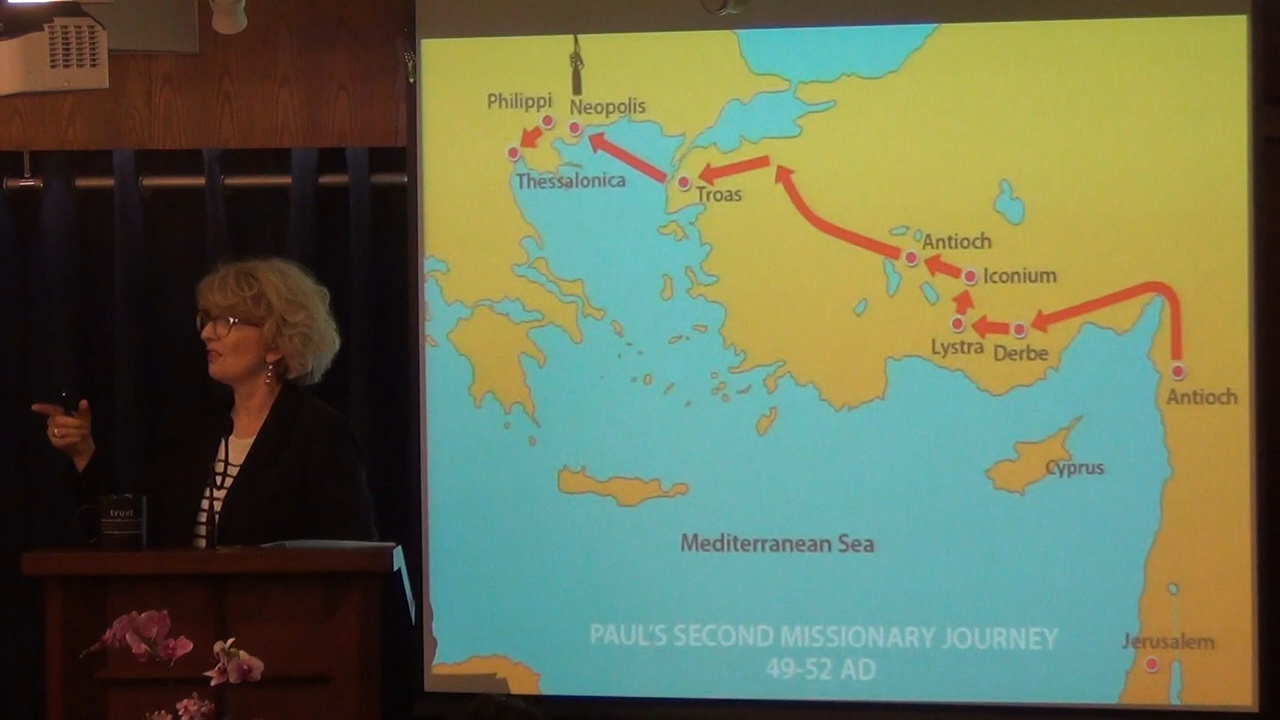 Philippi
Neopolis
Thessalonica
Troas
Antioch
Iconium
Lystra
Derbe
Antioch
Cyprus
Mediterranean Sea
PAUL'S SECOND MISSIONARY JOURNEY
49-52 AD
Jerusalem
trust